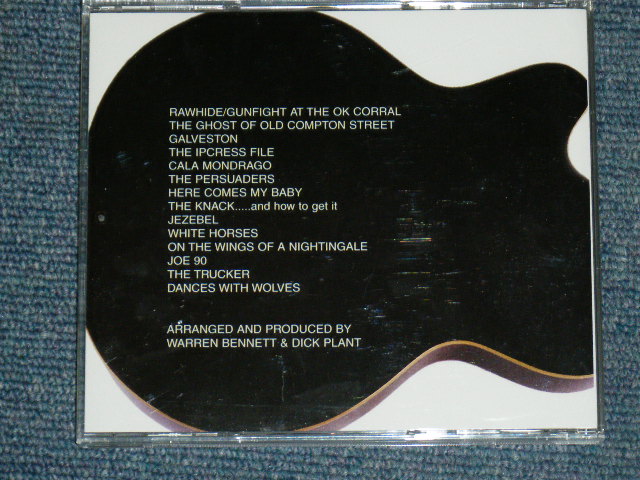 RAWHIDE/GUNFIGHT AT THE OK CORRAL
THE GHOST OF OLD COMPTON STREET
GALVESTON
THE IPCRESS FILE
CALA MONDRAGO
THE PERSUADERS
HERE COMES MY BABY
THE KNACK.....and how to get it
JEZEBEL
WHITE HORSES
ON THE WINGS OF A NIGHTINGALE
JOE 90
THE TRUCKER
DANCES WITH WOLVES
ARRANGED AND PRODUCED BY
WARREN BENNETT & DICK PLANT